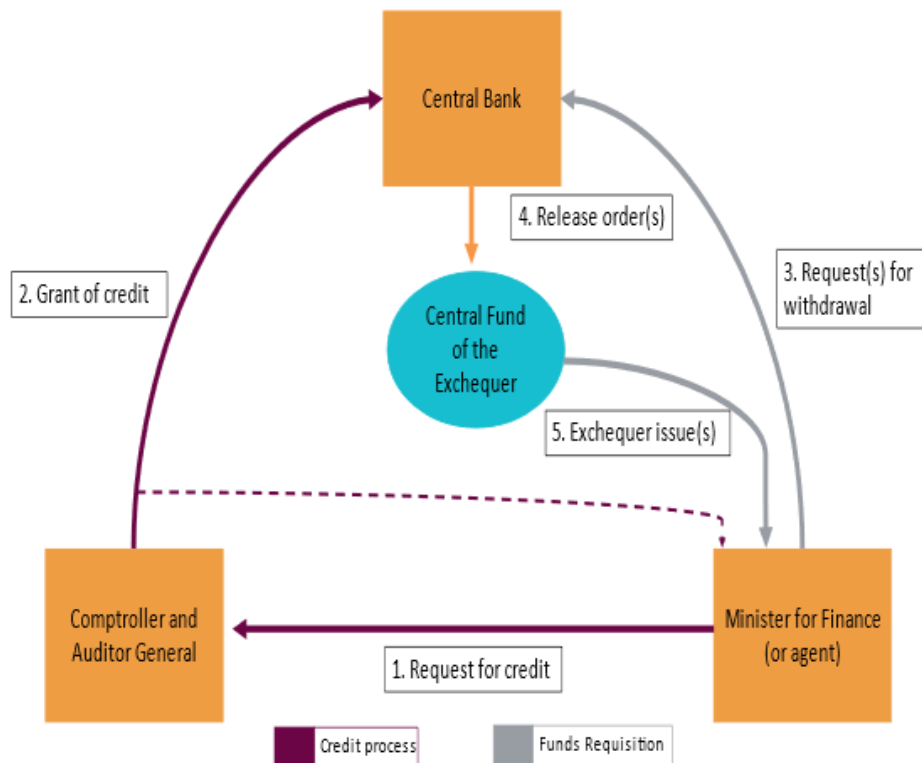 Central Bank
4. Release order(s)
2. Grant of credit
3. Request(s) for
withdrawal
Central Fund
of the
Exchequer
5. Exchequer issue(s)
Comptroller and
Auditor General
Minister for Finance
(or agent)
1. Request for credit
Credit process
Funds Requisition